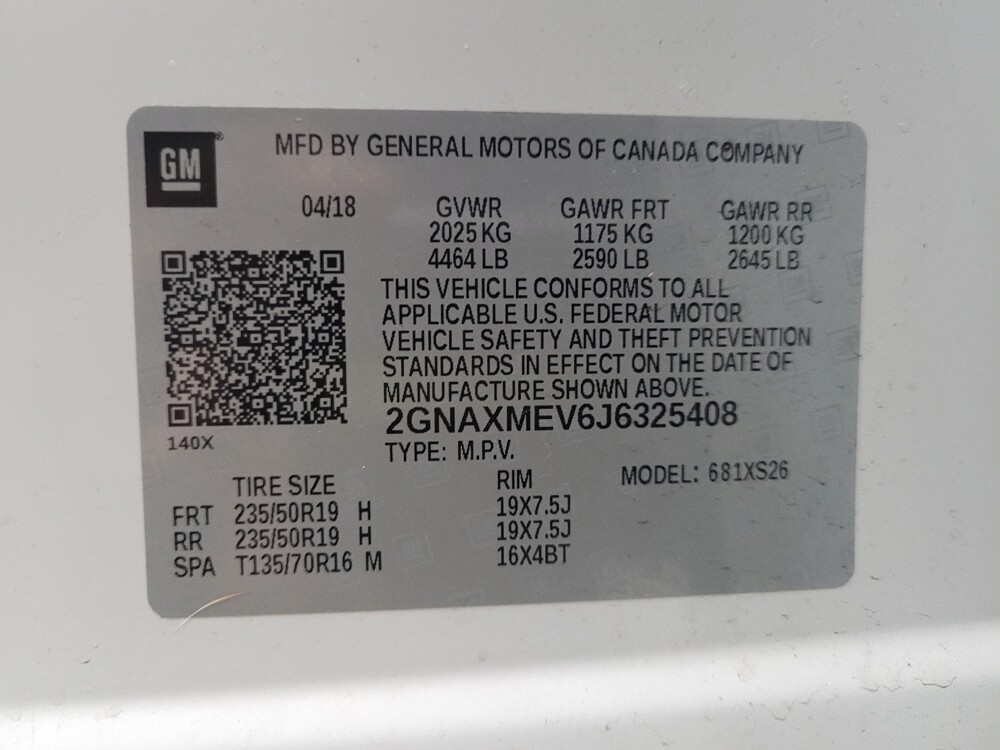 GM
MFD BY GENERAL MOTORS OF CANADA COMPANY
04/18 GVWR GAWR FRT GAWR RR
2025 KG 1175 KG 1200 KG
4464 LB 2590 LB 2645 LB
THIS VEHICLE CONFORMS TO ALL
APPLICABLE U.S. FEDERAL MOTOR
VEHICLE SAFETY AND THEFT PREVENTION
STANDARDS IN EFFECT ON THE DATE OF
MANUFACTURE SHOWN ABOVE.
2GNAXMEV6J6325408
140X
TYPE: M.P.V.
TIRE SIZE RIM MODEL: 681XS26
FRT 235/50R19 H 19X7.5J
RR 235/50R19 H 19X7.5J
SPA T135/70R16 M 16X4BT